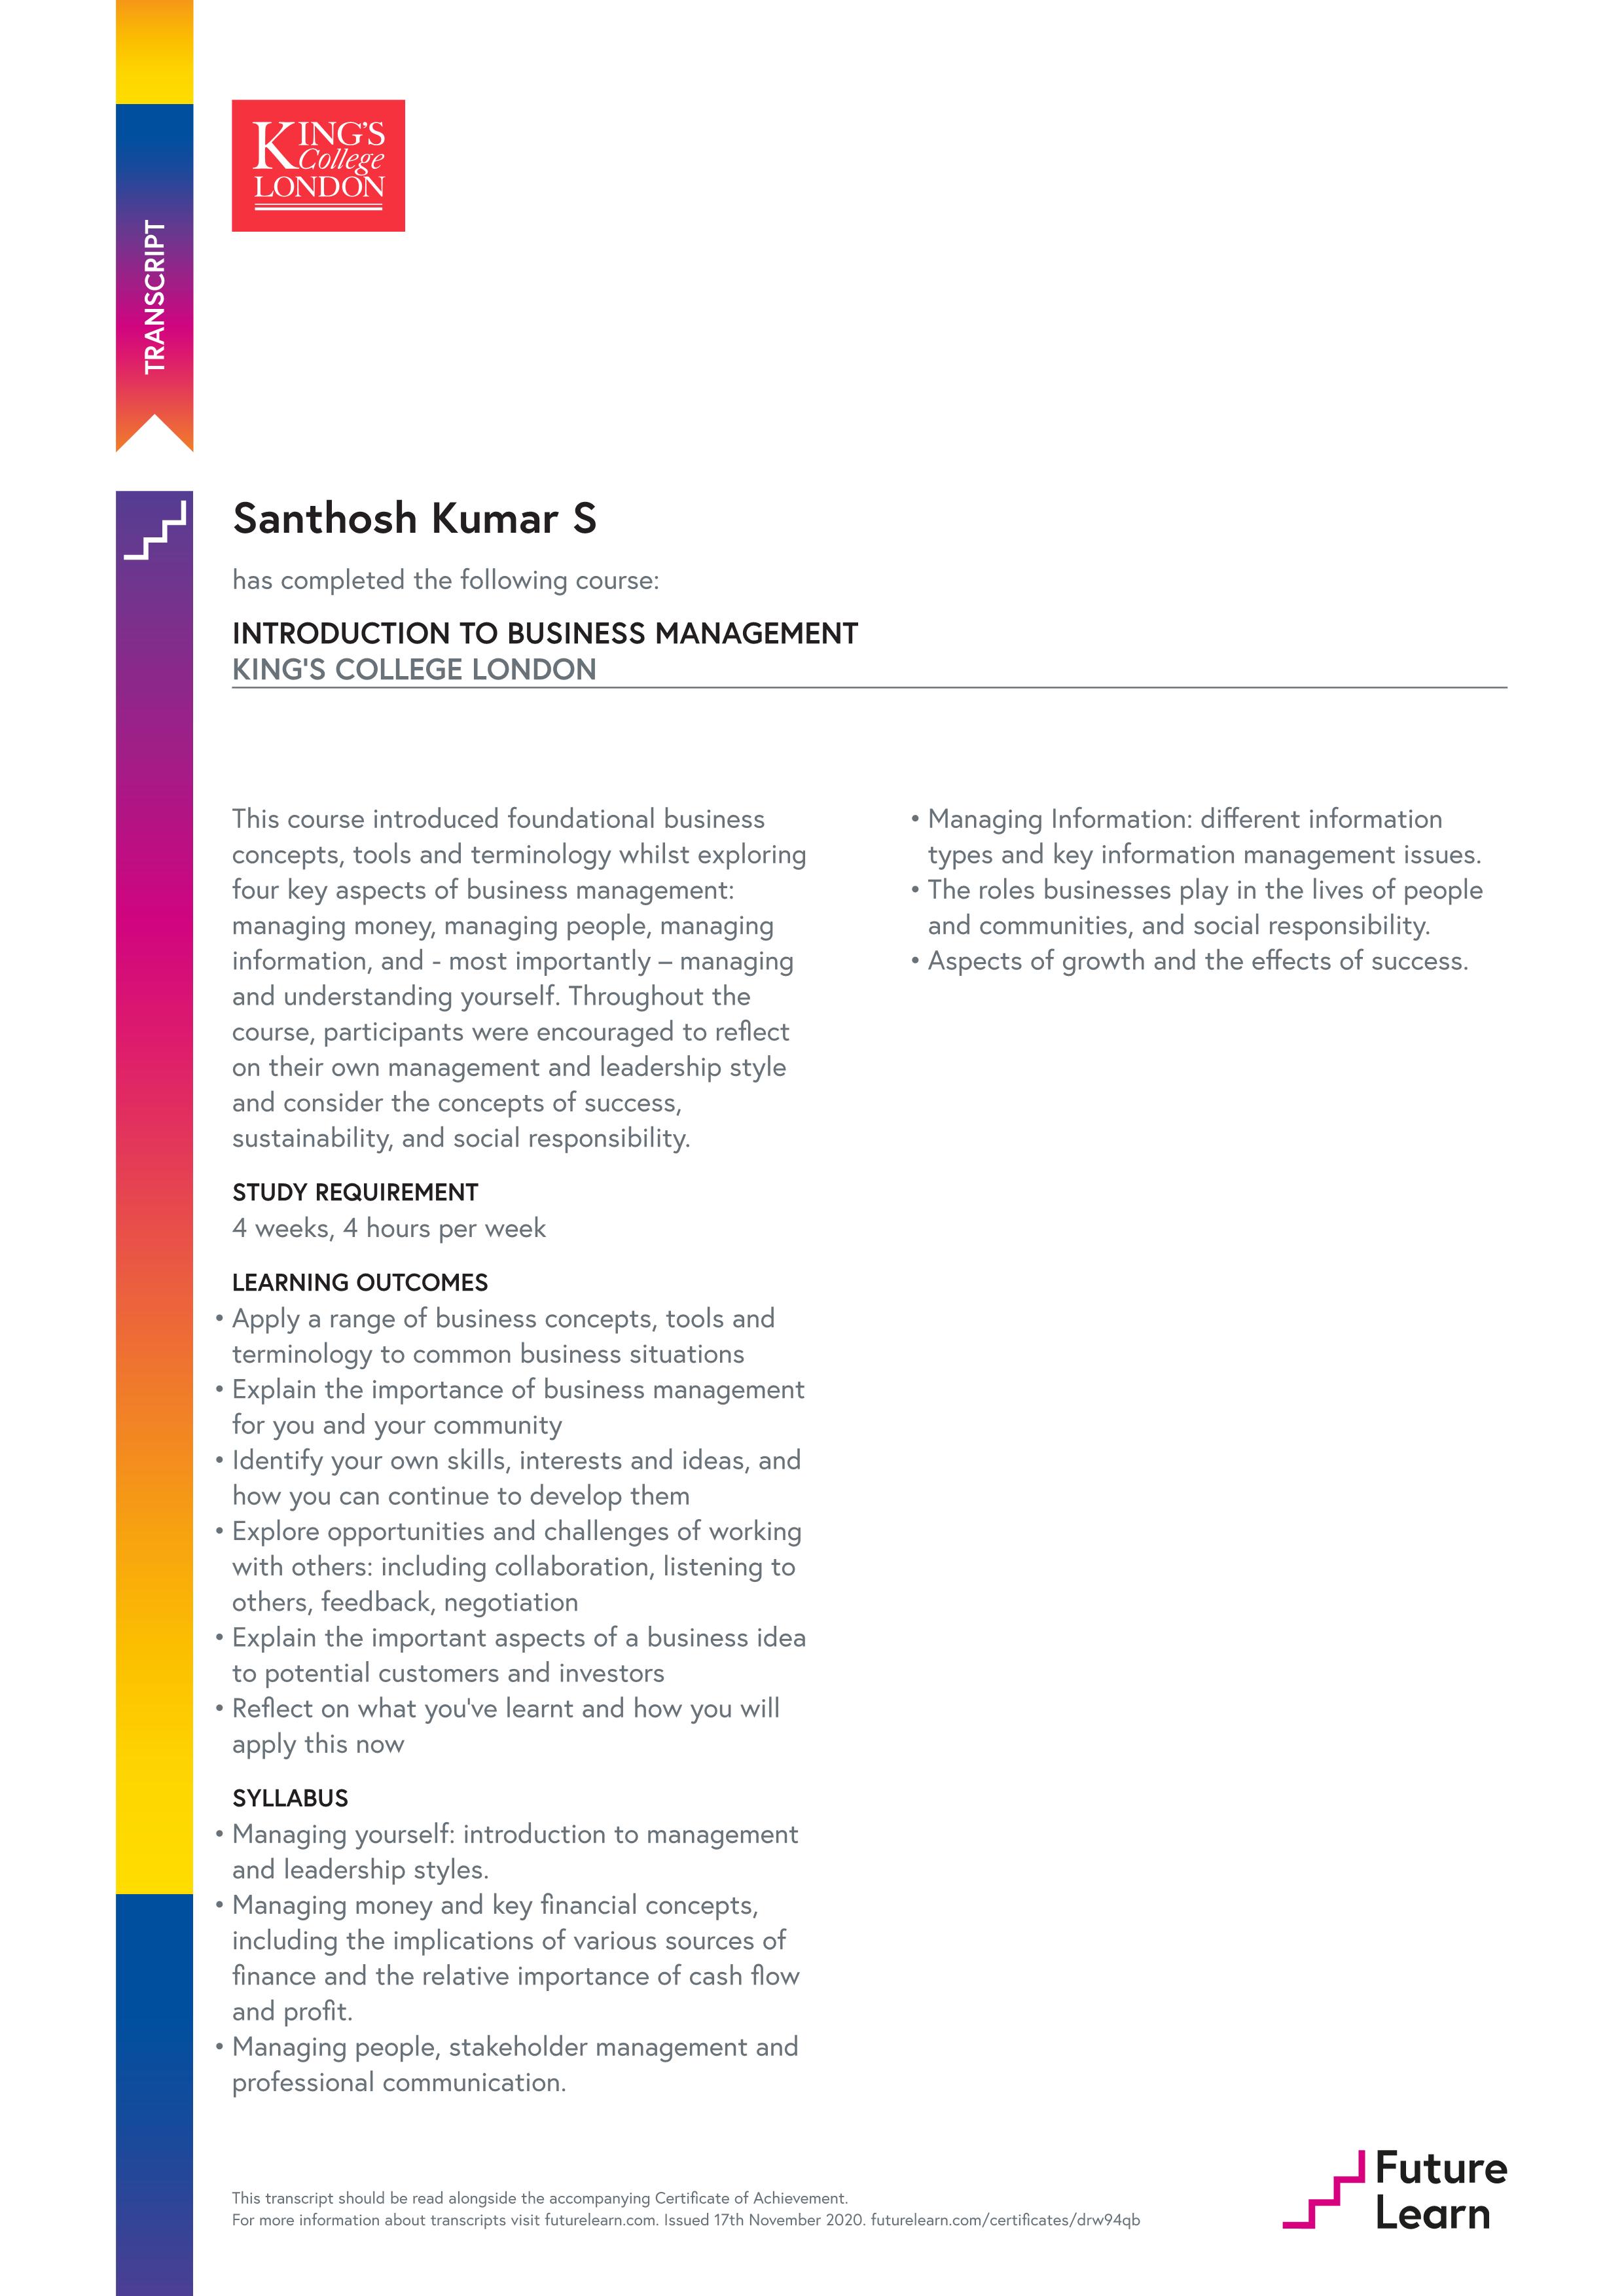 TRANSCRIPT
KING'S
College
LONDON
Santhosh Kumar S
has completed the following course:
INTRODUCTION TO BUSINESS MANAGEMENT
KING'S COLLEGE LONDON
This course introduced foundational business
concepts, tools and terminology whilst exploring
four key aspects of business management:
managing money, managing people, managing
information, and - most importantly – managing
and understanding yourself. Throughout the
course, participants were encouraged to reflect
on their own management and leadership style
and consider the concepts of success,
sustainability, and social responsibility.
STUDY REQUIREMENT
4 weeks, 4 hours per week
LEARNING OUTCOMES
• Apply a range of business concepts, tools and
terminology to common business situations
• Explain the importance of business management
for you and your community
• Identify your own skills, interests and ideas, and
how you can continue to develop them
• Explore opportunities and challenges of working
with others: including collaboration, listening to
others, feedback, negotiation
• Explain the important aspects of a business idea
to potential customers and investors
• Reflect on what you've learnt and how you will
apply this now
SYLLABUS
• Managing yourself: introduction to management
and leadership styles.
• Managing money and key financial concepts,
including the implications of various sources of
finance and the relative importance of cash flow
and profit.
• Managing people, stakeholder management and
professional communication.
• Managing Information: different information
types and key information management issues.
• The roles businesses play in the lives of people
and communities, and social responsibility.
• Aspects of growth and the effects of success.
This transcript should be read alongside the accompanying Certificate of Achievement.
For more information about transcripts visit futurelearn.com. Issued 17th November 2020. futurelearn.com/certificates/drw94qb
Future
Learn